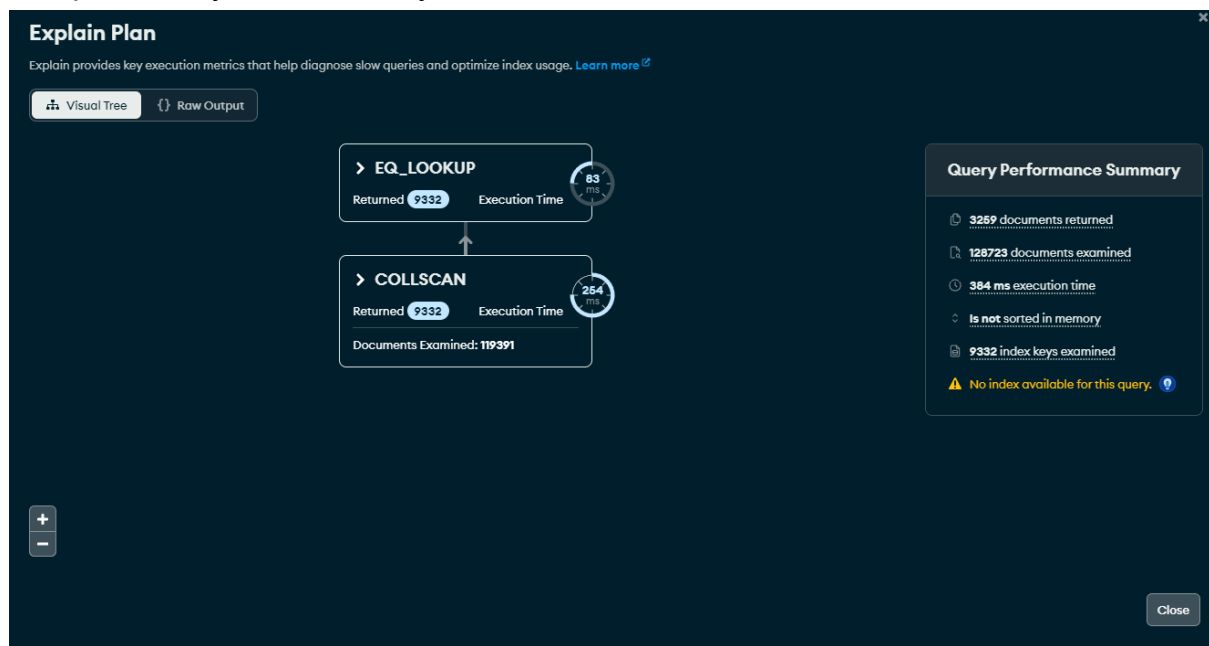 Explain Plan
Explain provides key execution metrics that help diagnose slow queries and optimize index usage. Learn more
Visual Tree
{} Raw Output
EQ_LOOKUP
Returned 9332 Execution Time 83 ms
COLLSCAN
Returned 9332 Execution Time 254 ms
Documents Examined: 119391
Query Performance Summary
3259 documents returned
128723 documents examined
384 ms execution time
Is not sorted in memory
9332 index keys examined
No index available for this query.
+
−
Close